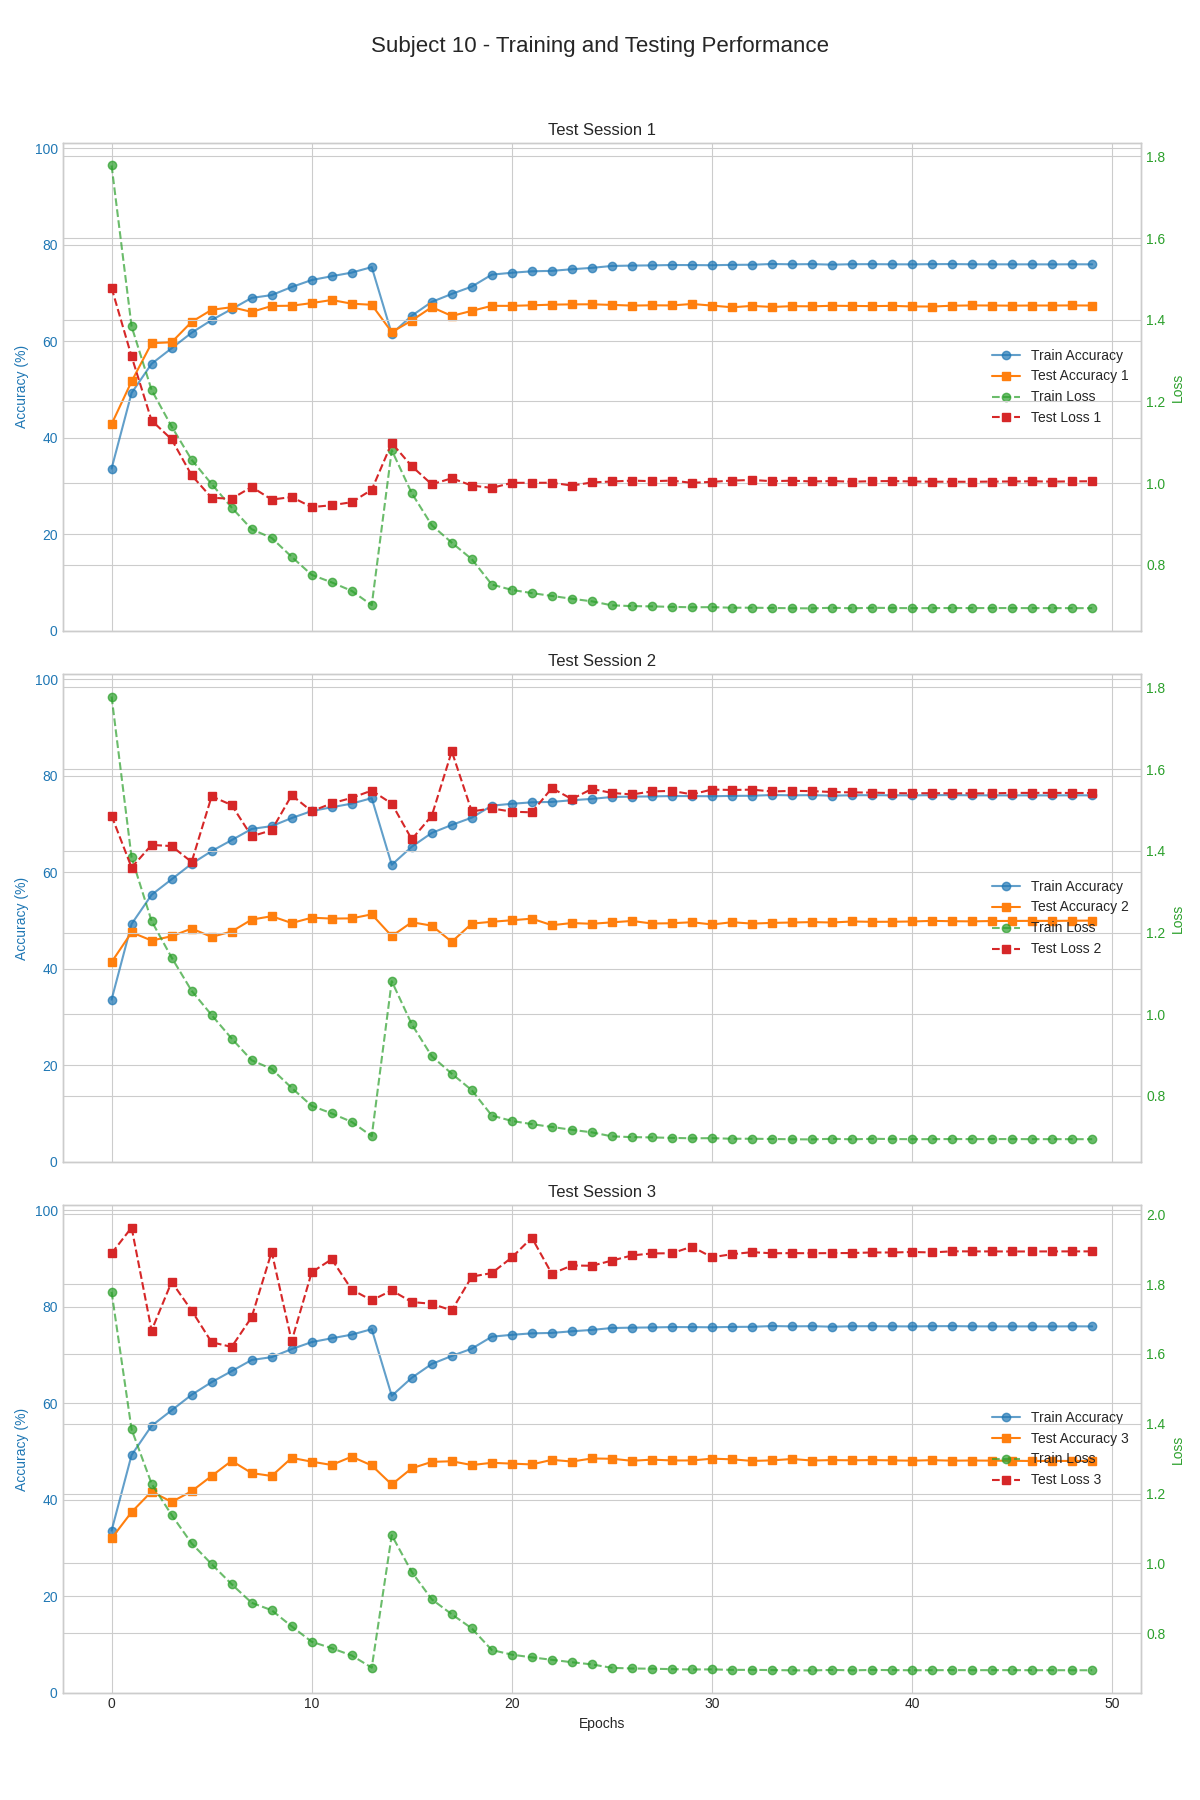 Subject 10 - Training and Testing Performance
Test Session 1
100
80
60
40
20
0
Accuracy (%)
1.8
1.6
1.4
1.2
1.0
0.8
Loss
Train Accuracy
Test Accuracy 1
Train Loss
Test Loss 1
Test Session 2
100
80
60
40
20
0
Accuracy (%)
1.8
1.6
1.4
1.2
1.0
0.8
Loss
Train Accuracy
Test Accuracy 2
Train Loss
Test Loss 2
Test Session 3
100
80
60
40
20
0
Accuracy (%)
2.0
1.8
1.6
1.4
1.2
1.0
0.8
Loss
Train Accuracy
Test Accuracy 3
Train Loss
Test Loss 3
0 10 20 30 40 50
Epochs